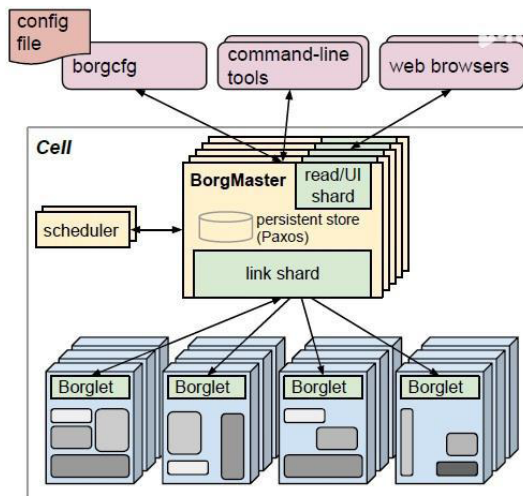 config
file
borgcfg
command-line
tools
web browsers
Cell
BorgMaster
read/UI
shard
persistent store
(Paxos)
scheduler
link shard
Borglet
Borglet
Borglet
Borglet